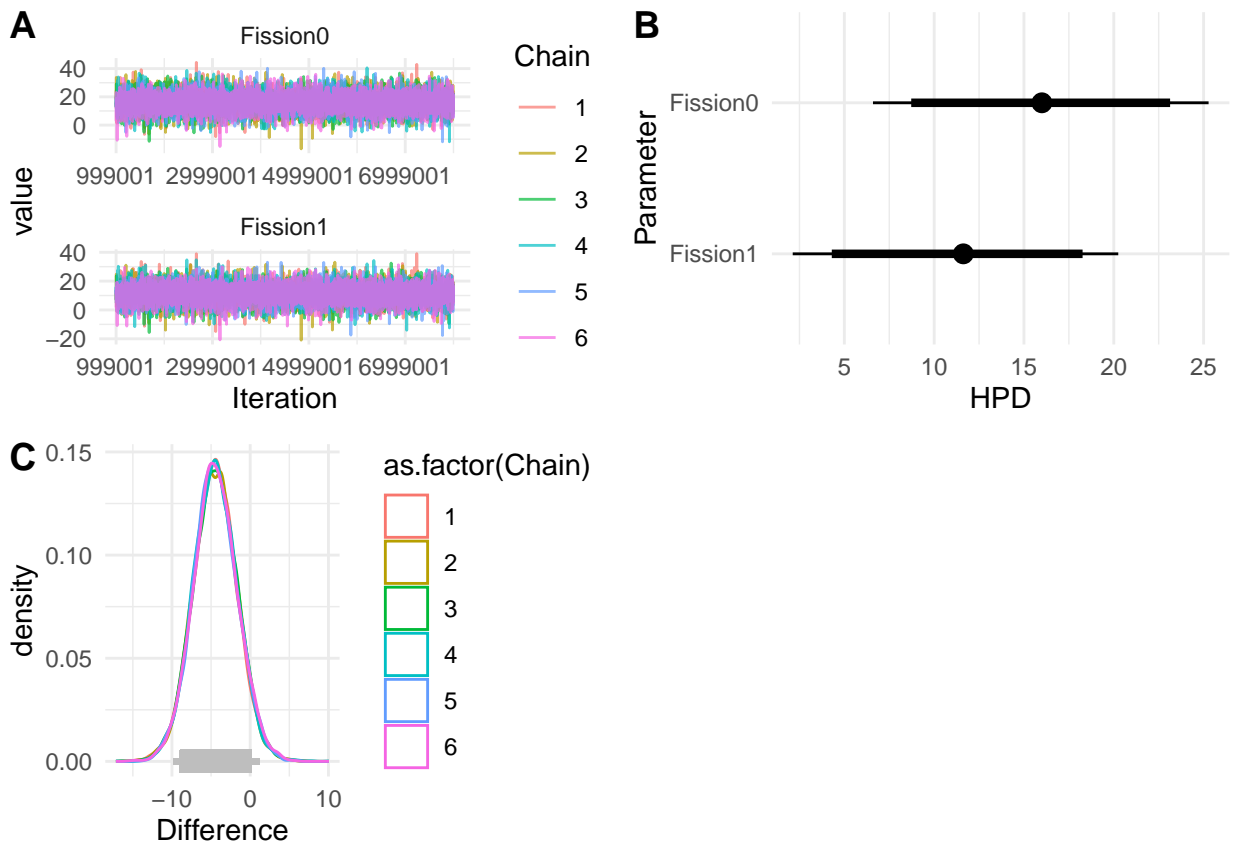 A
Fission0
40
20
0
999001 2999001 4999001 6999001
Fission1
40
20
0
−20
999001 2999001 4999001 6999001
value
Iteration
Chain
1
2
3
4
5
6
B
Fission0
Fission1
Parameter
5 10 15 20 25
HPD
C
0.15
0.10
0.05
0.00
density
−10 0 10
Difference
as.factor(Chain)
1
2
3
4
5
6